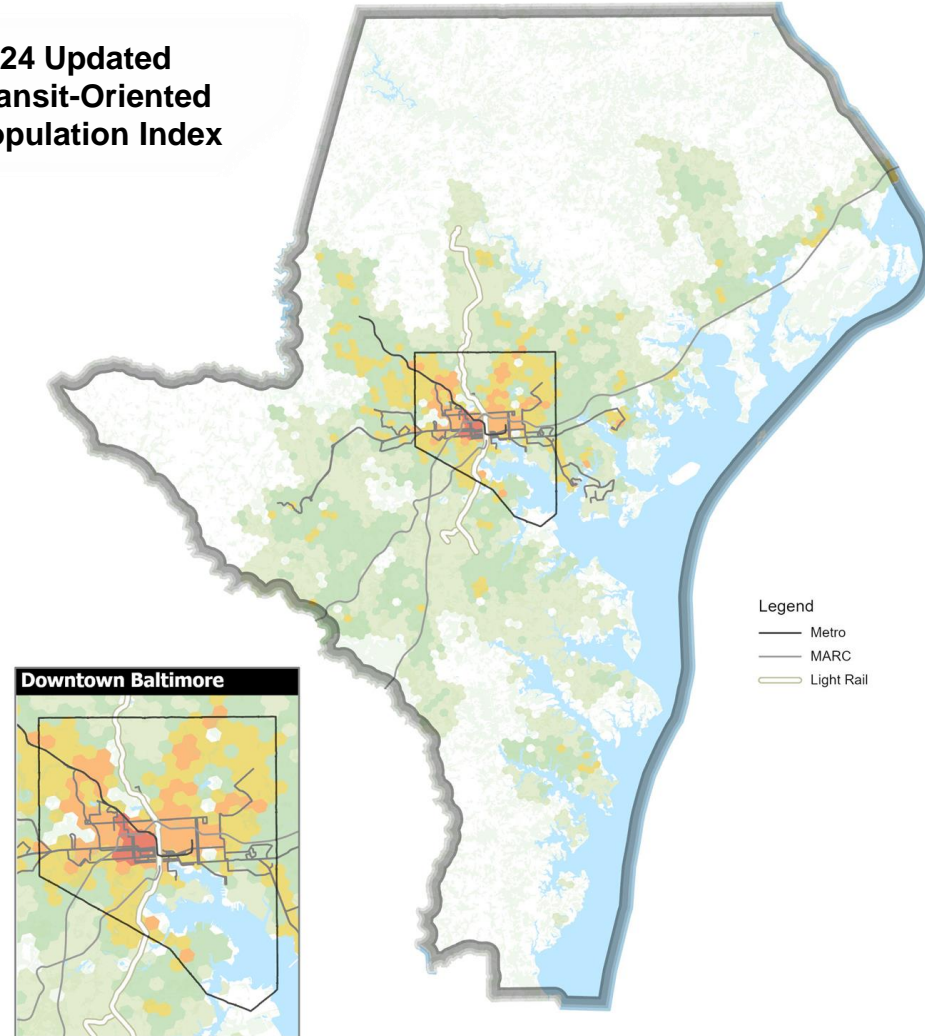 24 Updated
ansit-Oriented
opulation Index
Legend
Metro
MARC
Light Rail
Downtown Baltimore